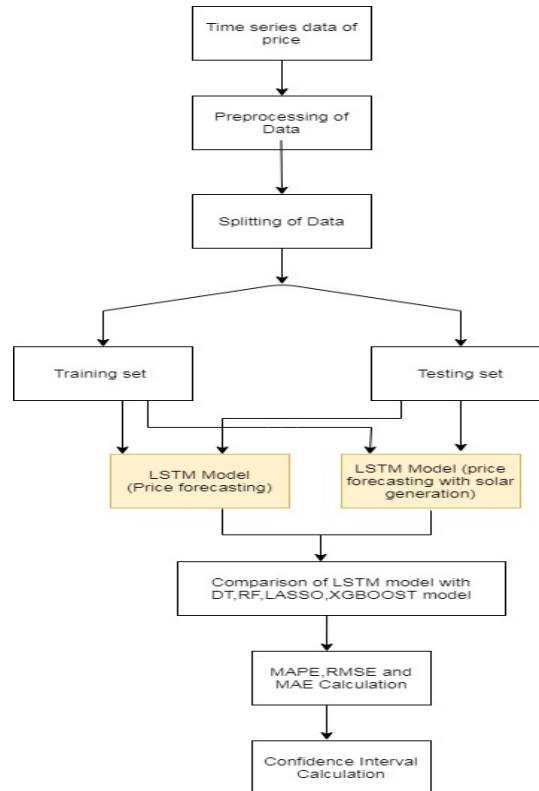 Time series data of
price
Preprocessing of
Data
Splitting of Data
Training set
Testing set
LSTM Model
(Price forecasting)
LSTM Model (price
forecasting with solar
generation)
Comparison of LSTM model with
DT,RF,LASSO,XGBOOST model
MAPE,RMSE and
MAE Calculation
Confidence Interval
Calculation